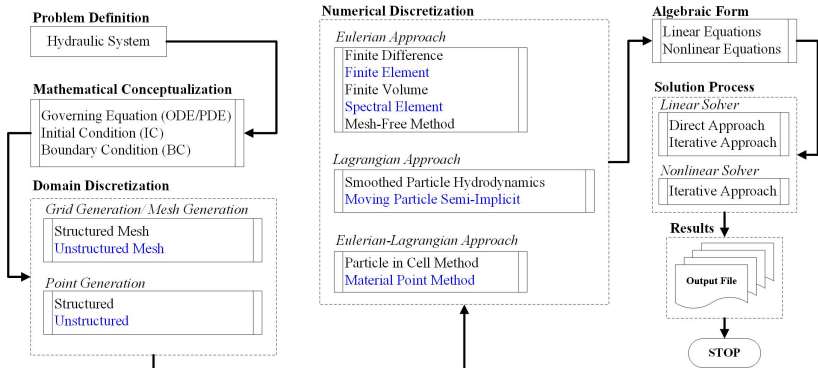 Problem Definition
Hydraulic System
Mathematical Conceptualization
Governing Equation (ODE/PDE)
Initial Condition (IC)
Boundary Condition (BC)
Domain Discretization
Grid Generation/ Mesh Generation
Structured Mesh
Unstructured Mesh
Point Generation
Structured
Unstructured
Numerical Discretization
Eulerian Approach
Finite Difference
Finite Element
Finite Volume
Spectral Element
Mesh-Free Method
Lagrangian Approach
Smoothed Particle Hydrodynamics
Moving Particle Semi-Implicit
Eulerian-Lagrangian Approach
Particle in Cell Method
Material Point Method
Algebraic Form
Linear Equations
Nonlinear Equations
Solution Process
Linear Solver
Direct Approach
Iterative Approach
Nonlinear Solver
Iterative Approach
Results
Output File
STOP